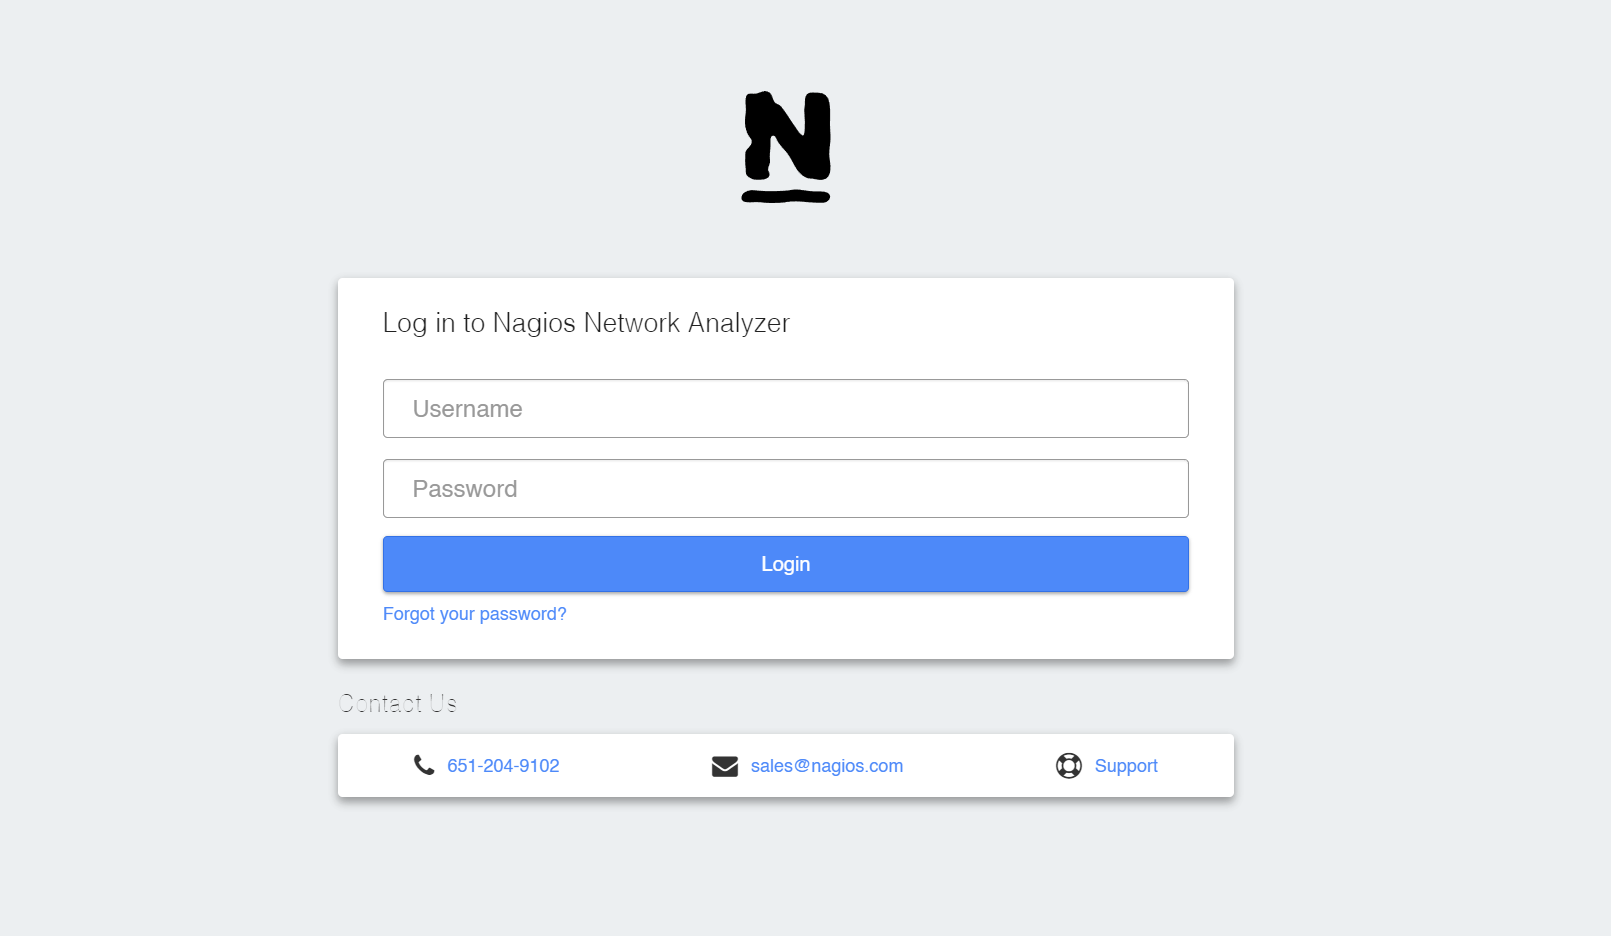 N
Log in to Nagios Network Analyzer
Username
Password
Login
Forgot your password?
Contact Us
651-204-9102 sales@nagios.com Support